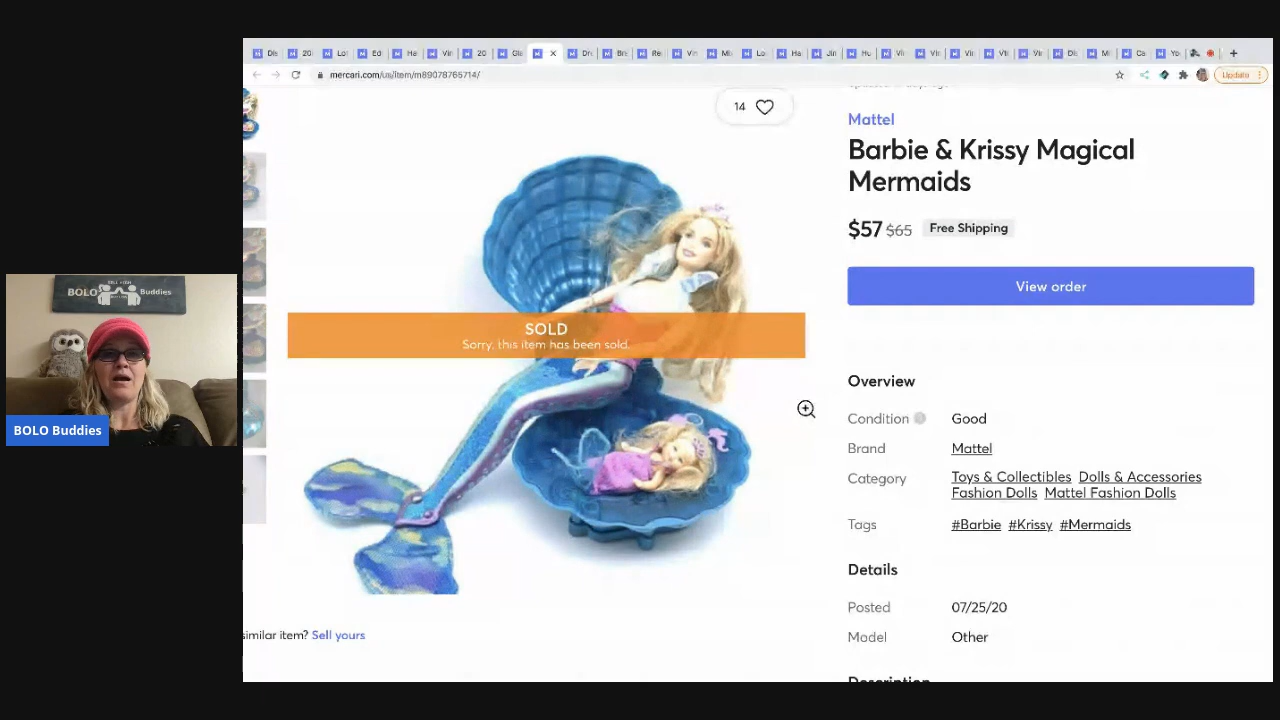 mercari.com/us/item/m89078765714/
Update
14
Mattel
Barbie & Krissy Magical
Mermaids
$57 $65 Free Shipping
View order
SOLD
Sorry, this item has been sold.
Overview
Condition Good
Brand Mattel
Category Toys & Collectibles Dolls & Accessories
Fashion Dolls Mattel Fashion Dolls
Tags #Barbie #Krissy #Mermaids
Details
Posted 07/25/20
Model Other
similar item? Sell yours
Description
BOLO Buddies
BOLO Buddies